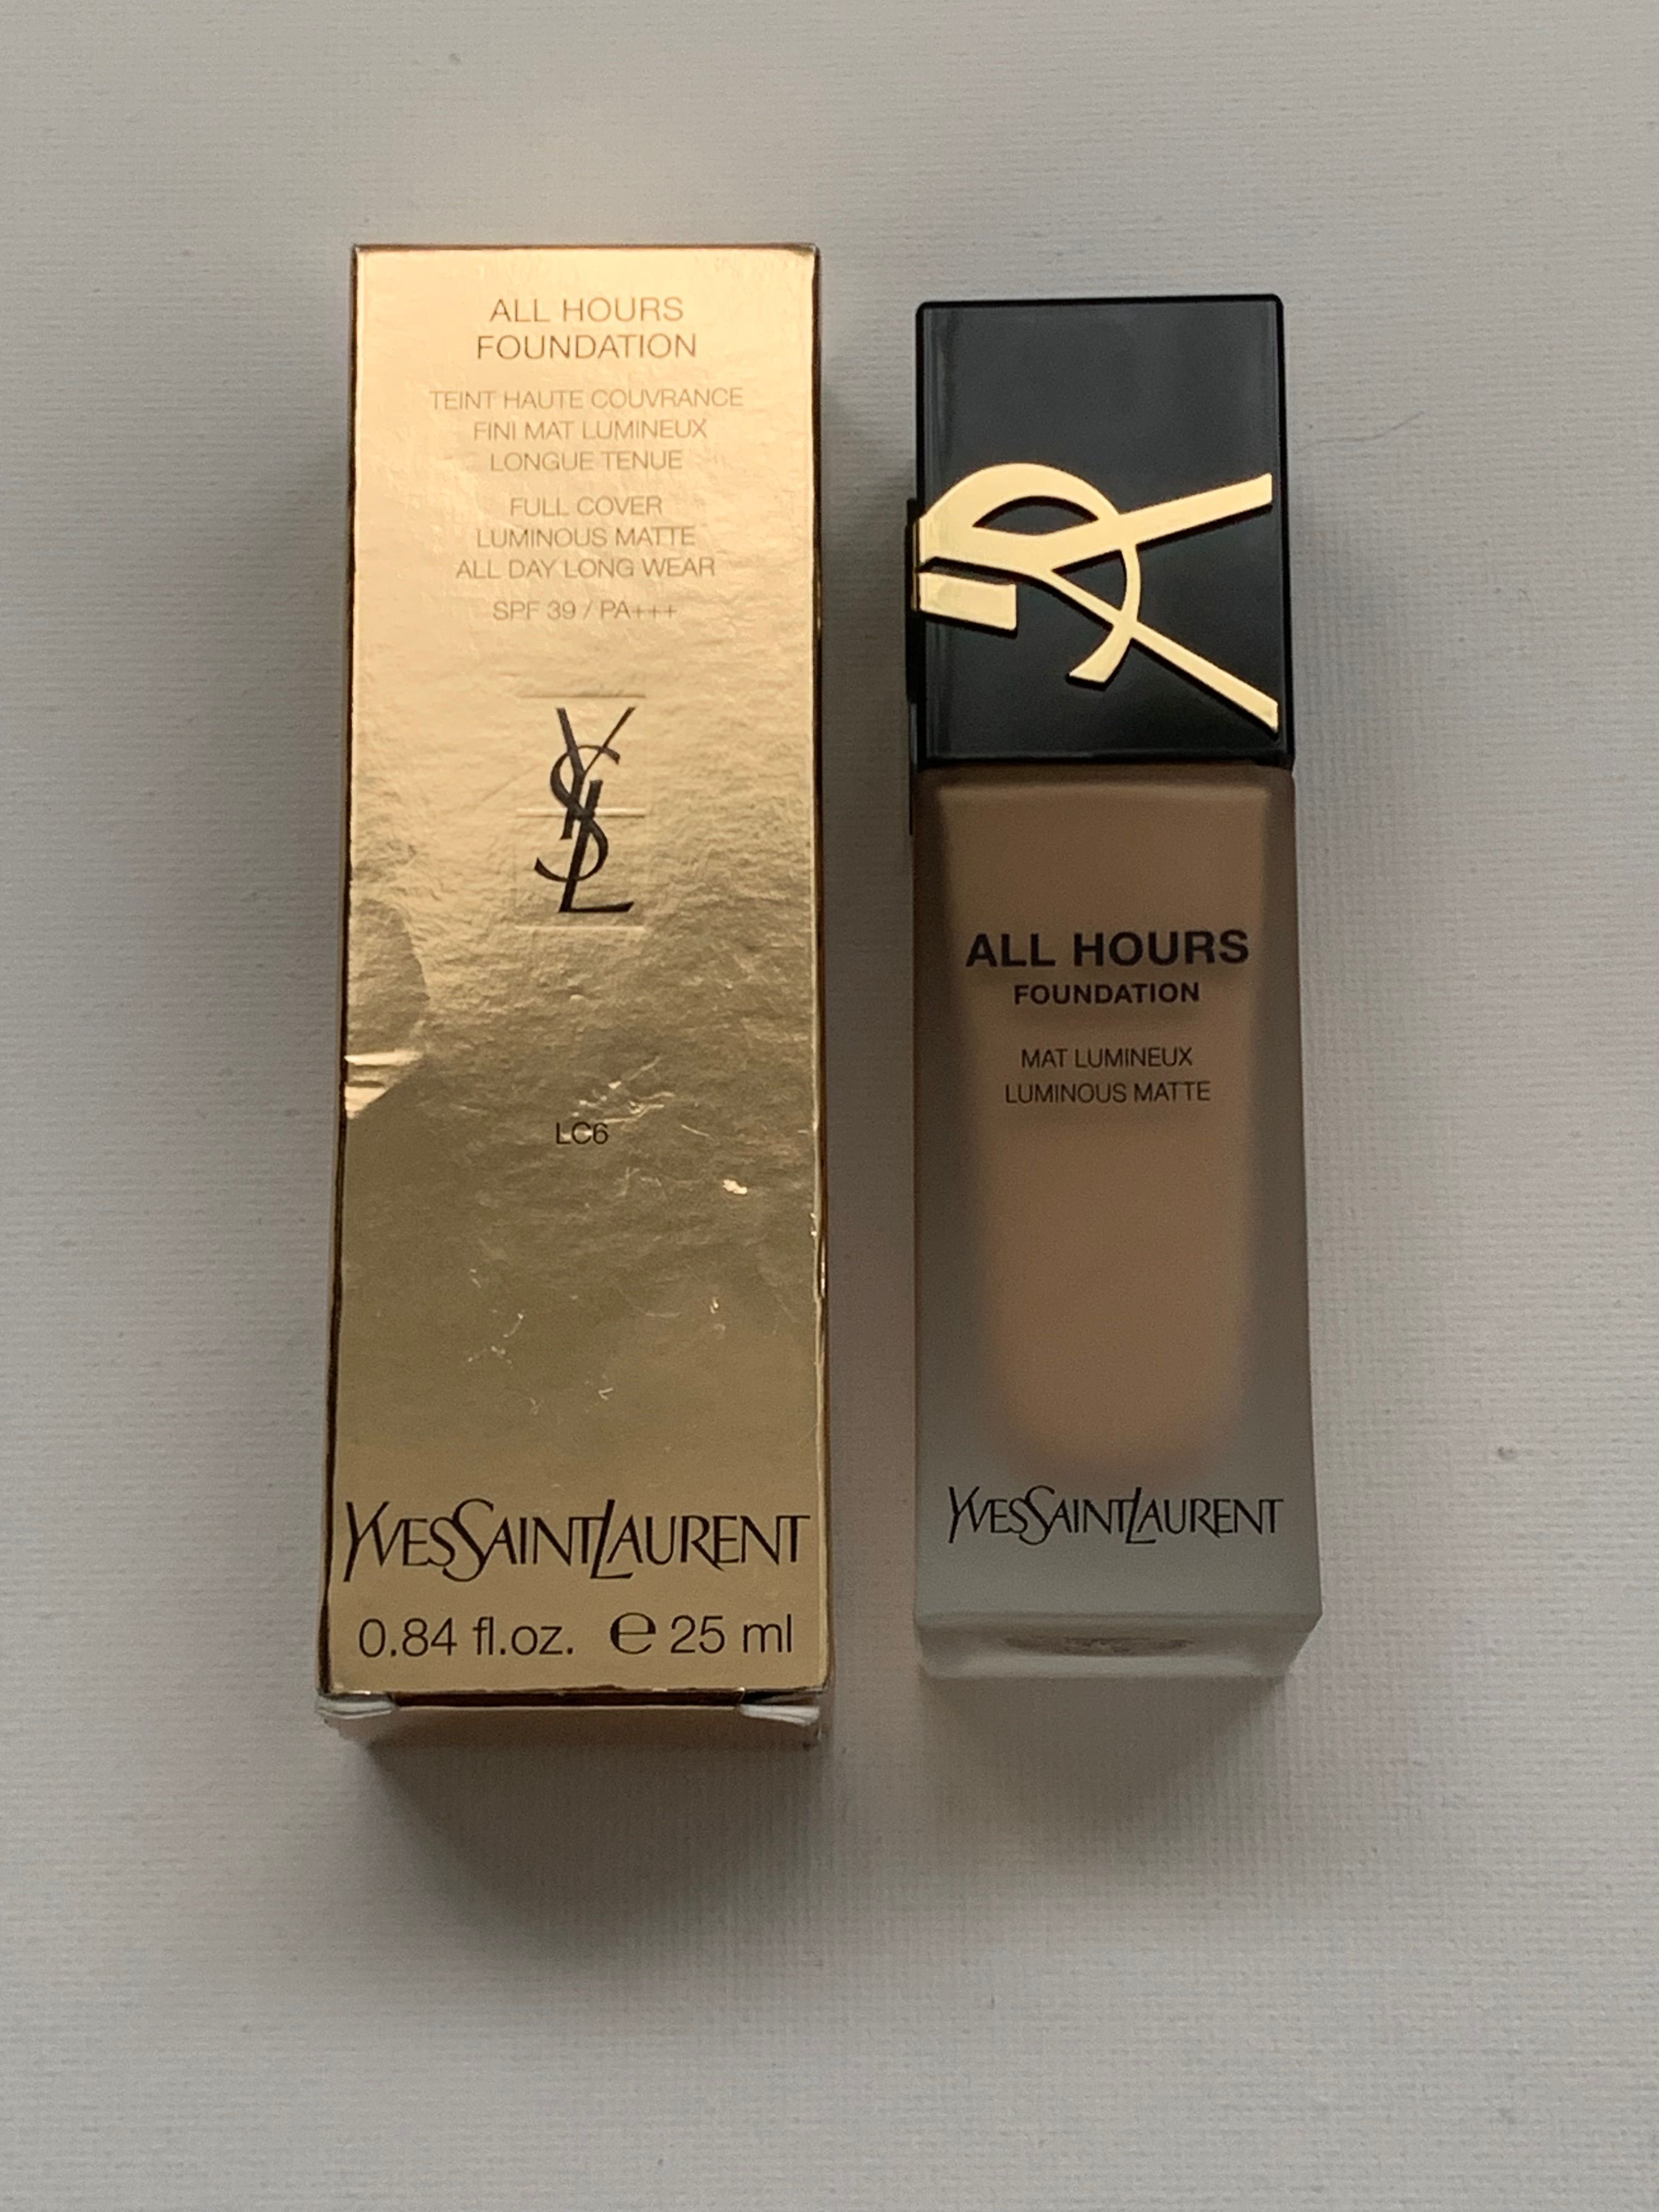 ALL HOURS
FOUNDATION
TEINT HAUTE COUVRANCE
FINI MAT LUMINEUX
LONGUE TENUE
FULL COVER
LUMINOUS MATTE
ALL DAY LONG WEAR
SPF 39 / PA+++
YSL
LC6
YVESSAINTLAURENT
0.84 fl.oz. ℮ 25 ml
ALL HOURS
FOUNDATION
MAT LUMINEUX
LUMINOUS MATTE
YVESSAINTLAURENT